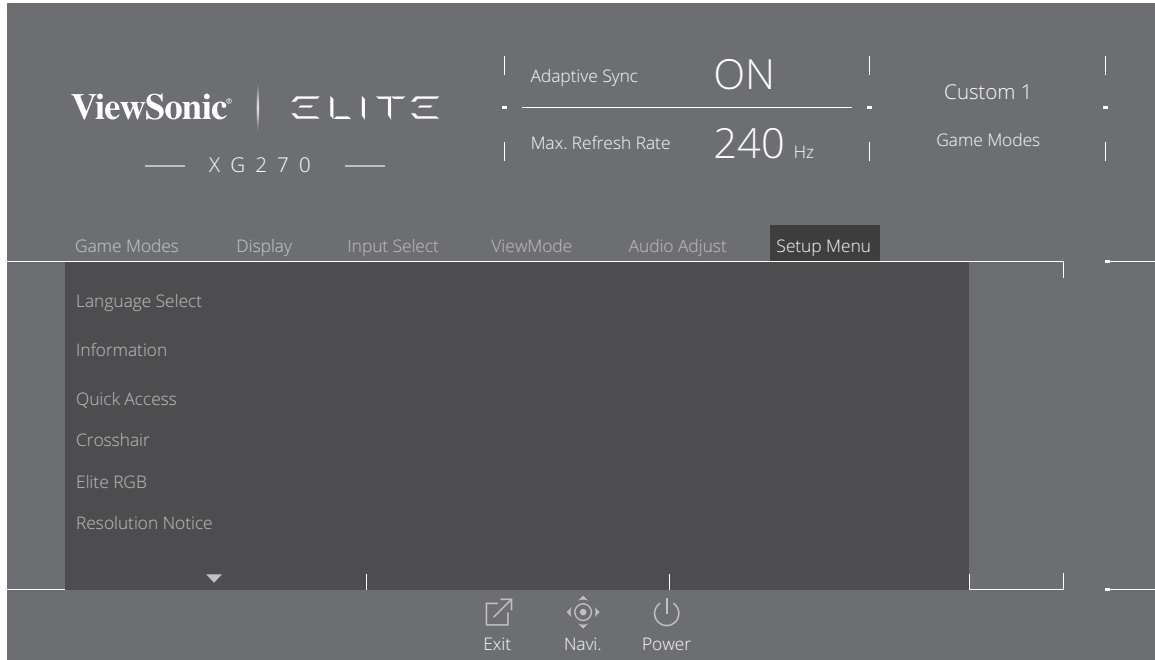 ViewSonic® ELITE
XG270
Adaptive Sync ON
Max. Refresh Rate 240 Hz
Custom 1
Game Modes
Game Modes Display Input Select ViewMode Audio Adjust Setup Menu
Language Select
Information
Quick Access
Crosshair
Elite RGB
Resolution Notice
Exit Navi. Power